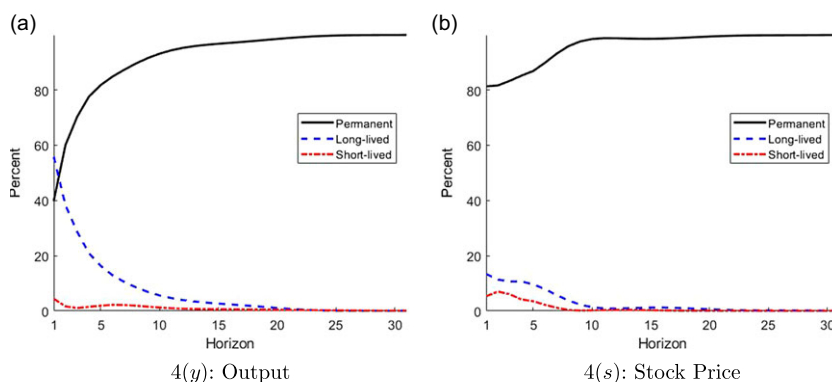 (a)
Percent
80
60
40
20
0
Permanent
Long-lived
Short-lived
1 5 10 15 20 25 30
Horizon
4(y): Output
(b)
Percent
80
60
40
20
0
Permanent
Long-lived
Short-lived
1 5 10 15 20 25 30
Horizon
4(s): Stock Price